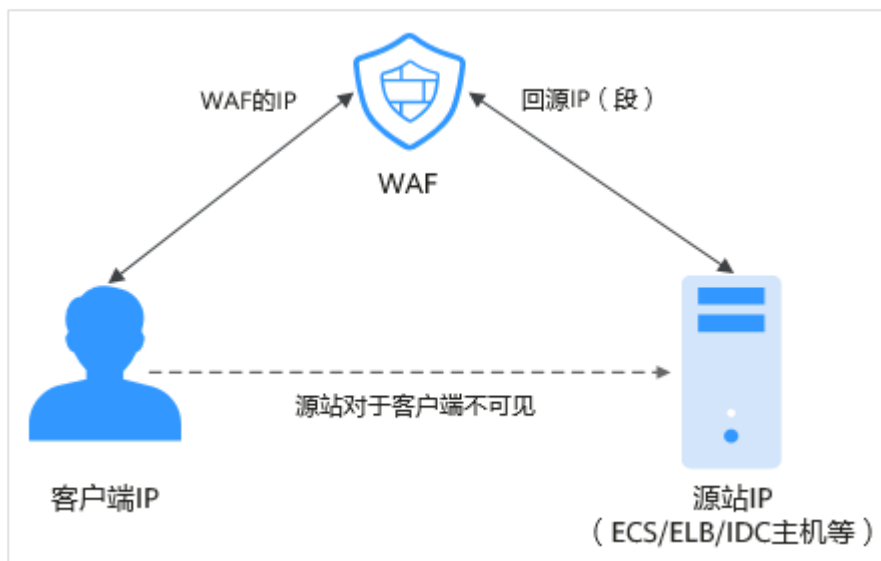 WAF的IP
回源IP（段）
WAF
源站对于客户端不可见
客户端IP
源站IP
（ECS/ELB/IDC主机等）